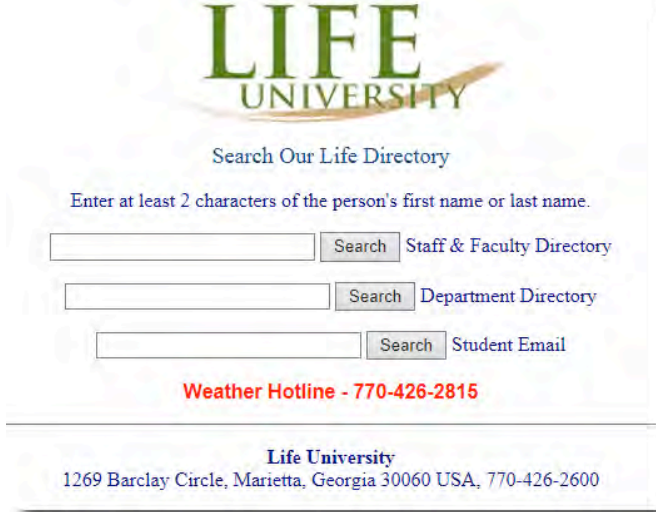 LIFE
UNIVERSITY
Search Our Life Directory
Enter at least 2 characters of the person's first name or last name.
Search Staff & Faculty Directory
Search Department Directory
Search Student Email
Weather Hotline - 770-426-2815
Life University
1269 Barclay Circle, Marietta, Georgia 30060 USA, 770-426-2600